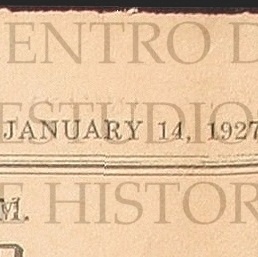 ENTRO D
ESTUDIO
JANUARY 14, 1927
E HISTOR
M.